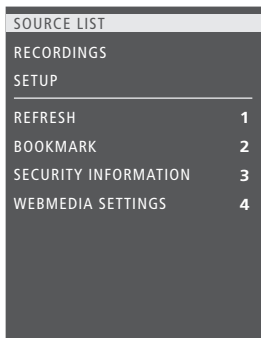 SOURCE LIST
RECORDINGS
SETUP
REFRESH 1
BOOKMARK 2
SECURITY INFORMATION 3
WEBMEDIA SETTINGS 4